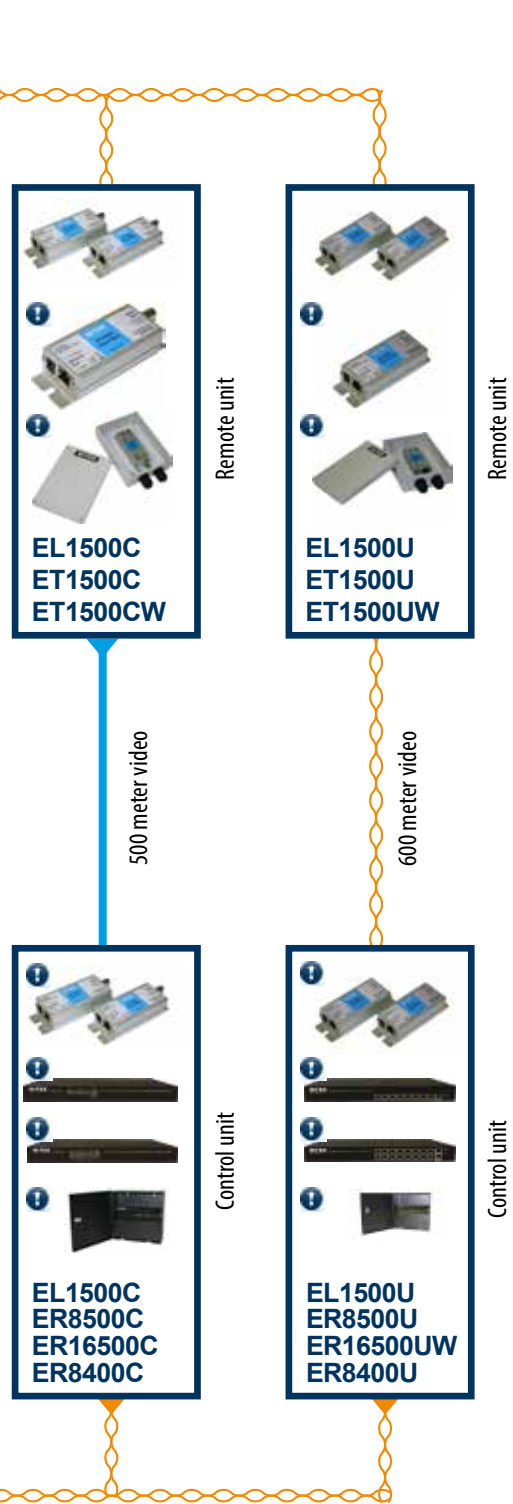 EL1500C
ET1500C
ET1500CW
Remote unit
EL1500U
ET1500U
ET1500UW
Remote unit
500 meter video
600 meter video
EL1500C
ER8500C
ER16500C
ER8400C
Control unit
EL1500U
ER8500U
ER16500UW
ER8400U
Control unit